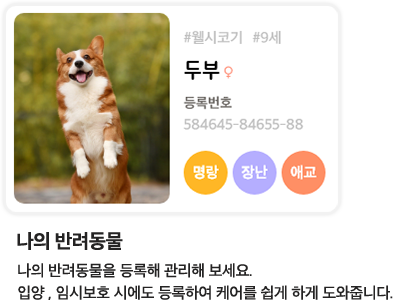 #웰시코기 #9세
두부 ♀
등록번호
584645-84655-88
명랑 장난 애교
나의 반려동물
나의 반려동물을 등록해 관리해 보세요.
입양 , 임시보호 시에도 등록하여 케어를 쉽게 하게 도와줍니다.